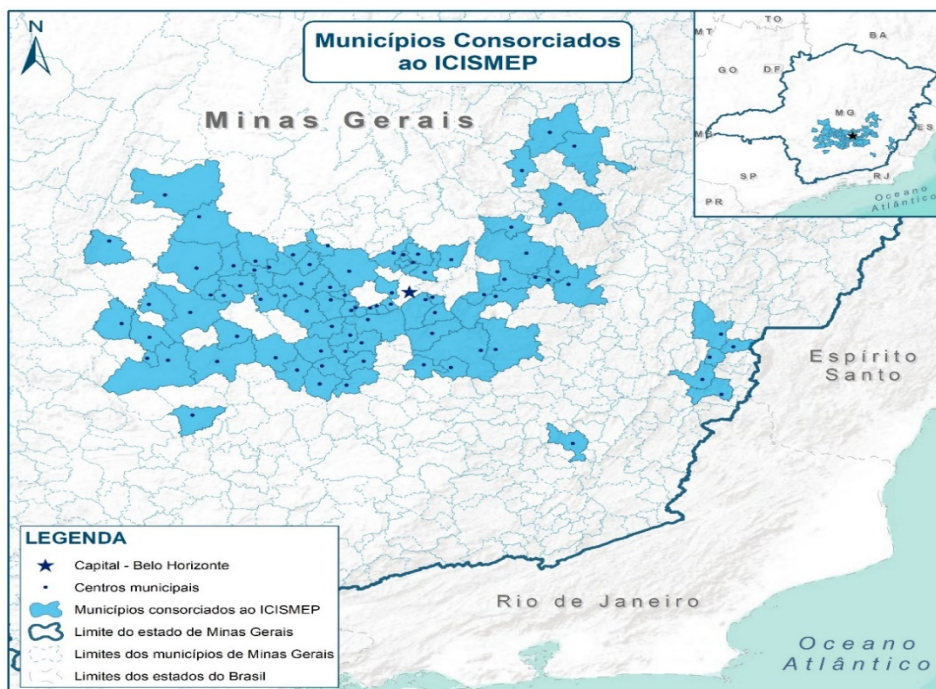 N
Municípios Consorciados
ao ICISMEP
Minas Gerais
TO
MT
BA
GO
DF
MG
MS
ES
SP
RJ
PR
Oceano
Atlântico
Espírito
Santo
Rio de Janeiro
Oceano
Atlântico
LEGENDA
Capital - Belo Horizonte
Centros municipais
Municípios consorciados ao ICISMEP
Limite do estado de Minas Gerais
Limites dos municípios de Minas Gerais
Limites dos estados do Brasil